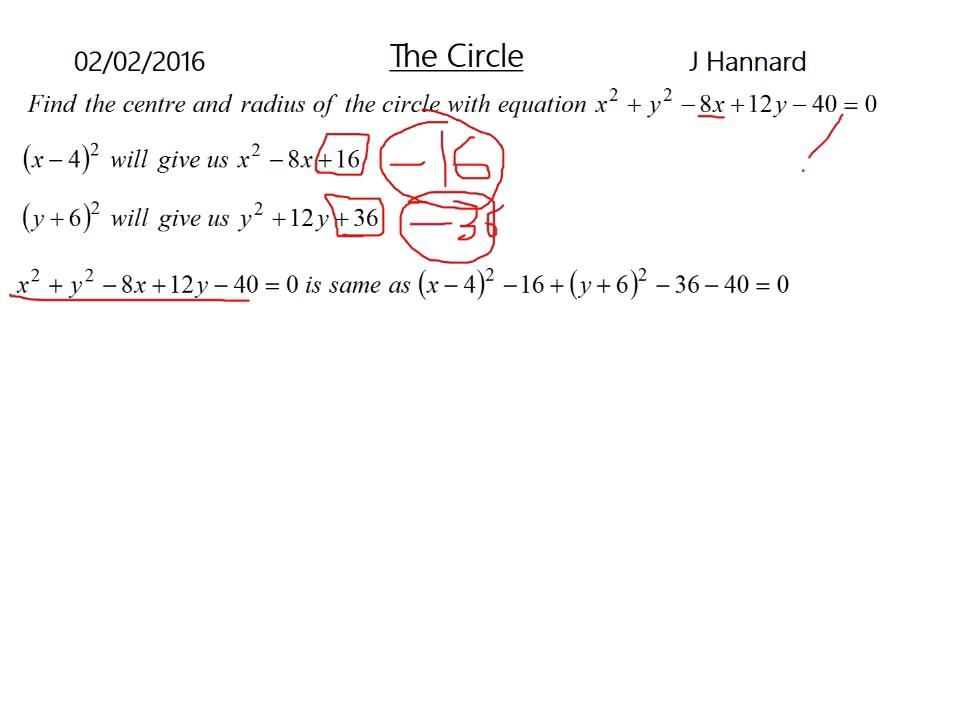 02/02/2016 The Circle J Hannard
Find the centre and radius of the circle with equation x² + y² − 8x + 12y − 40 = 0
(x − 4)² will give us x² − 8x + 16 −16
(y + 6)² will give us y² + 12y + 36 −36
x² + y² − 8x + 12y − 40 = 0 is same as (x − 4)² − 16 + (y + 6)² − 36 − 40 = 0